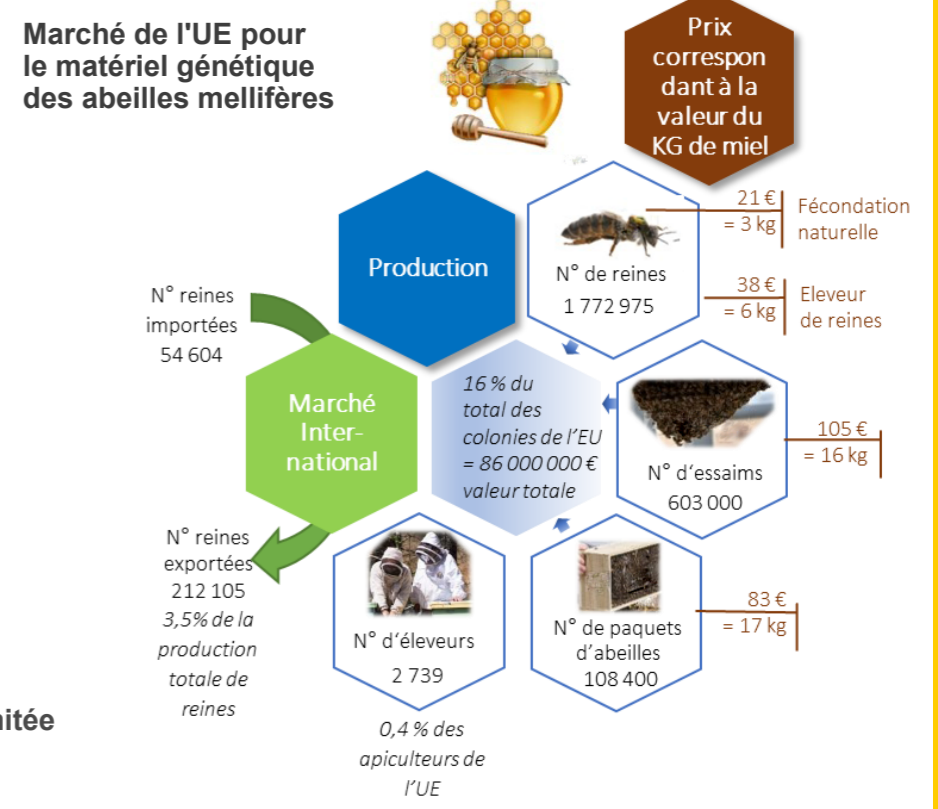 Marché de l'UE pour
le matériel génétique
des abeilles mellifères
Prix
correspon
dant à la
valeur du
KG de miel
21 €
= 3 kg
Fécondation
naturelle
Production
N° de reines
1 772 975
38 €
= 6 kg
Eleveur
de reines
N° reines
importées
54 604
Marché
Inter-
national
16 % du
total des
colonies de l'EU
= 86 000 000 €
valeur totale
N° d'essaims
603 000
105 €
= 16 kg
N° reines
exportées
212 105
3,5% de la
production
totale de
reines
N° d'éleveurs
2 739
0,4 % des
apiculteurs de
l'UE
N° de paquets
d'abeilles
108 400
83 €
= 17 kg
itée